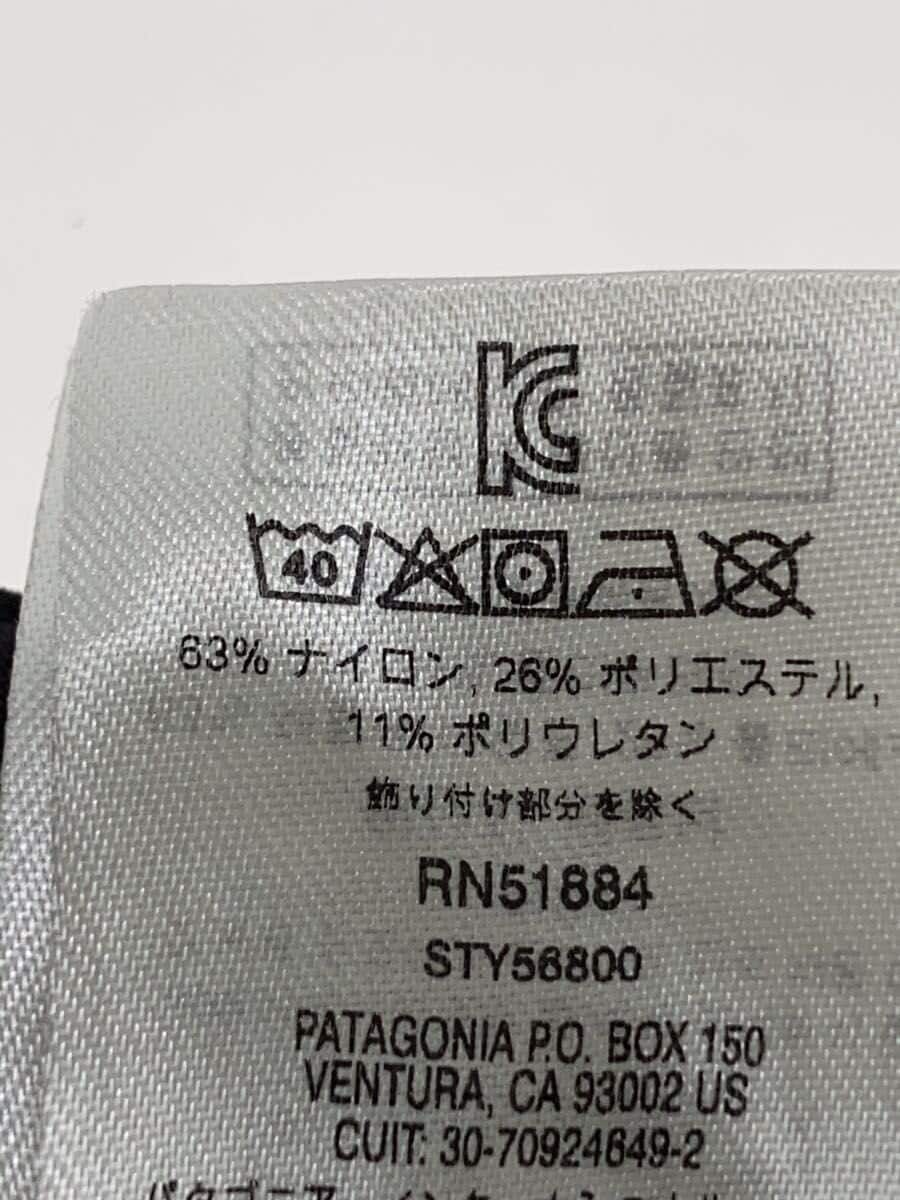 KC
40
63% ナイロン, 26% ポリエステル,
11% ポリウレタン
飾り付け部分を除く
RN51884
STY56800
PATAGONIA P.O. BOX 150
VENTURA, CA 93002 US
CUIT: 30-70924649-2